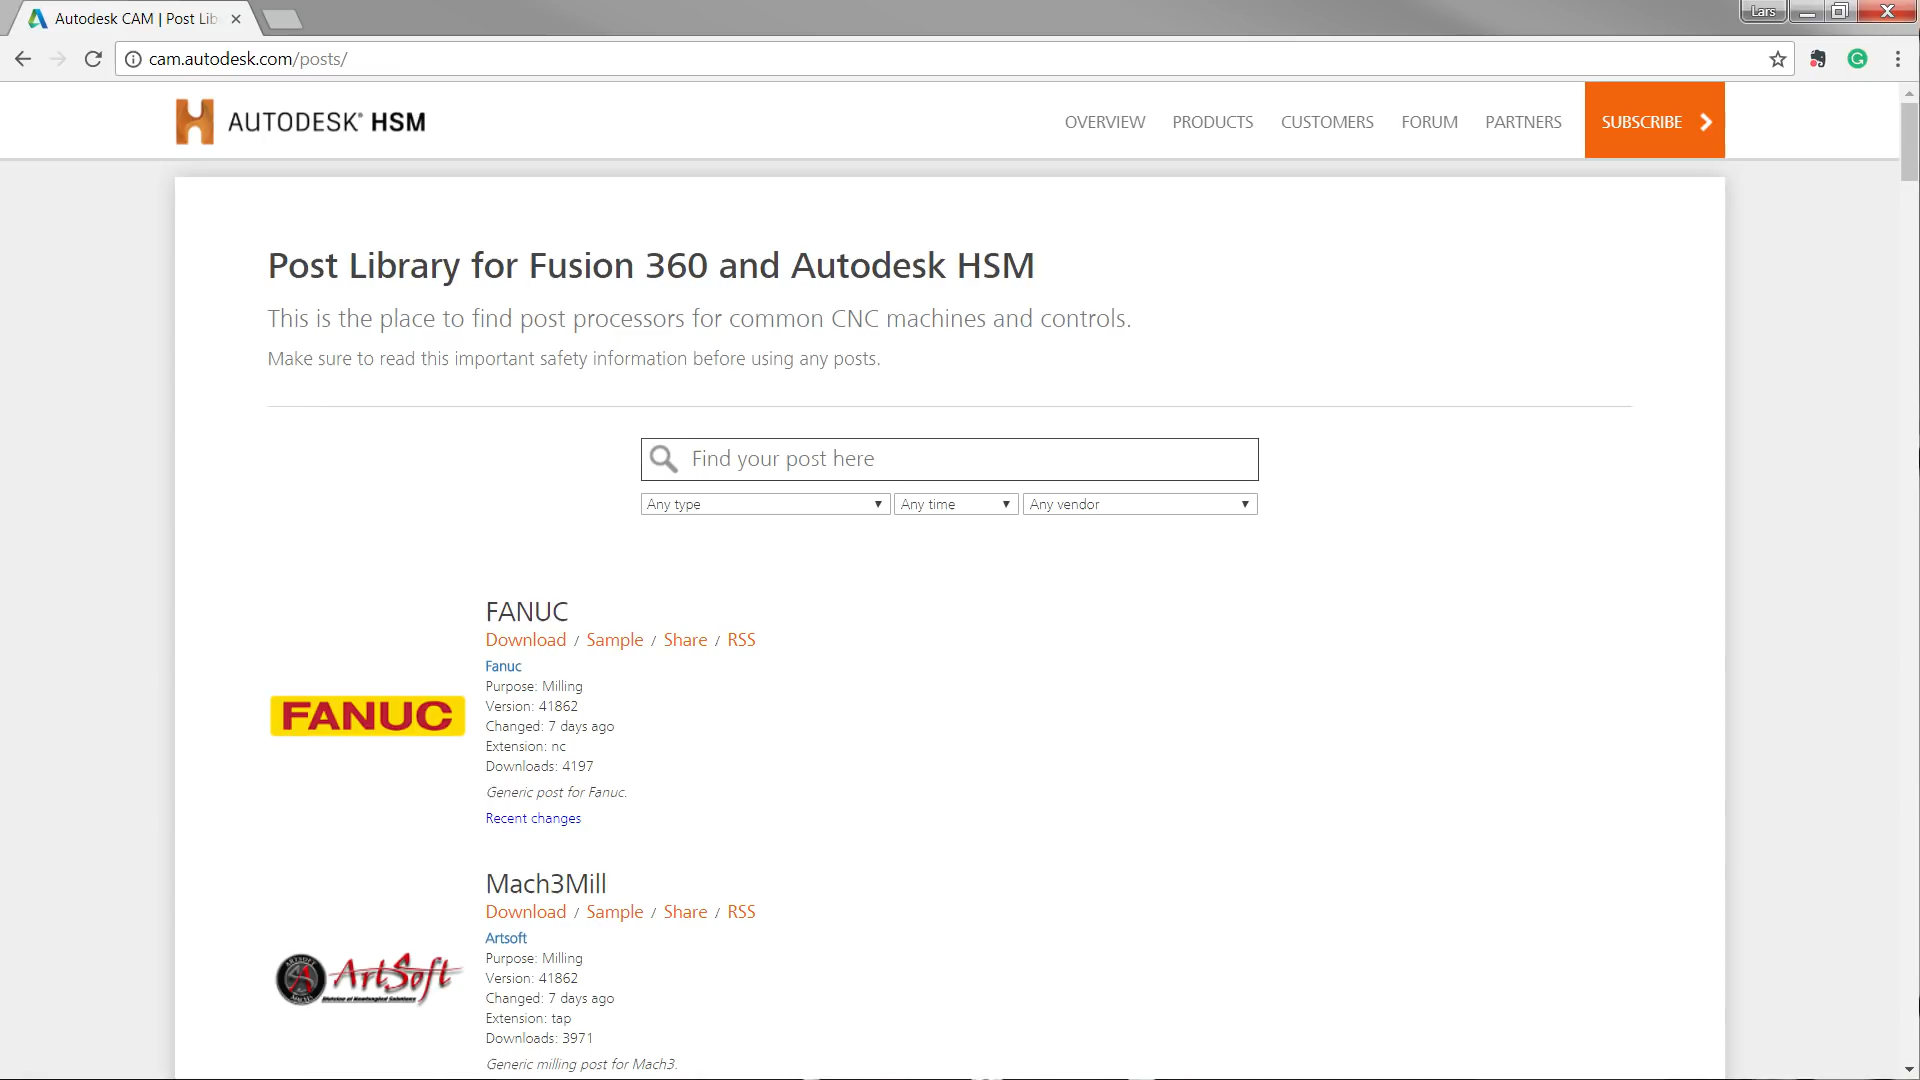 Autodesk CAM | Post Lib
Lars
cam.autodesk.com/posts/
AUTODESK® HSM
OVERVIEW
PRODUCTS
CUSTOMERS
FORUM
PARTNERS
SUBSCRIBE
Post Library for Fusion 360 and Autodesk HSM
This is the place to find post processors for common CNC machines and controls.
Make sure to read this important safety information before using any posts.
Find your post here
Any type
Any time
Any vendor
FANUC
Download / Sample / Share / RSS
Fanuc
Purpose: Milling
FANUC
Version: 41862
Changed: 7 days ago
Extension: nc
Downloads: 4197
Generic post for Fanuc.
Recent changes
Mach3Mill
Download / Sample / Share / RSS
Artsoft
Purpose: Milling
ArtSoft
Version: 41862
Changed: 7 days ago
Extension: tap
Downloads: 3971
Generic milling post for Mach3.